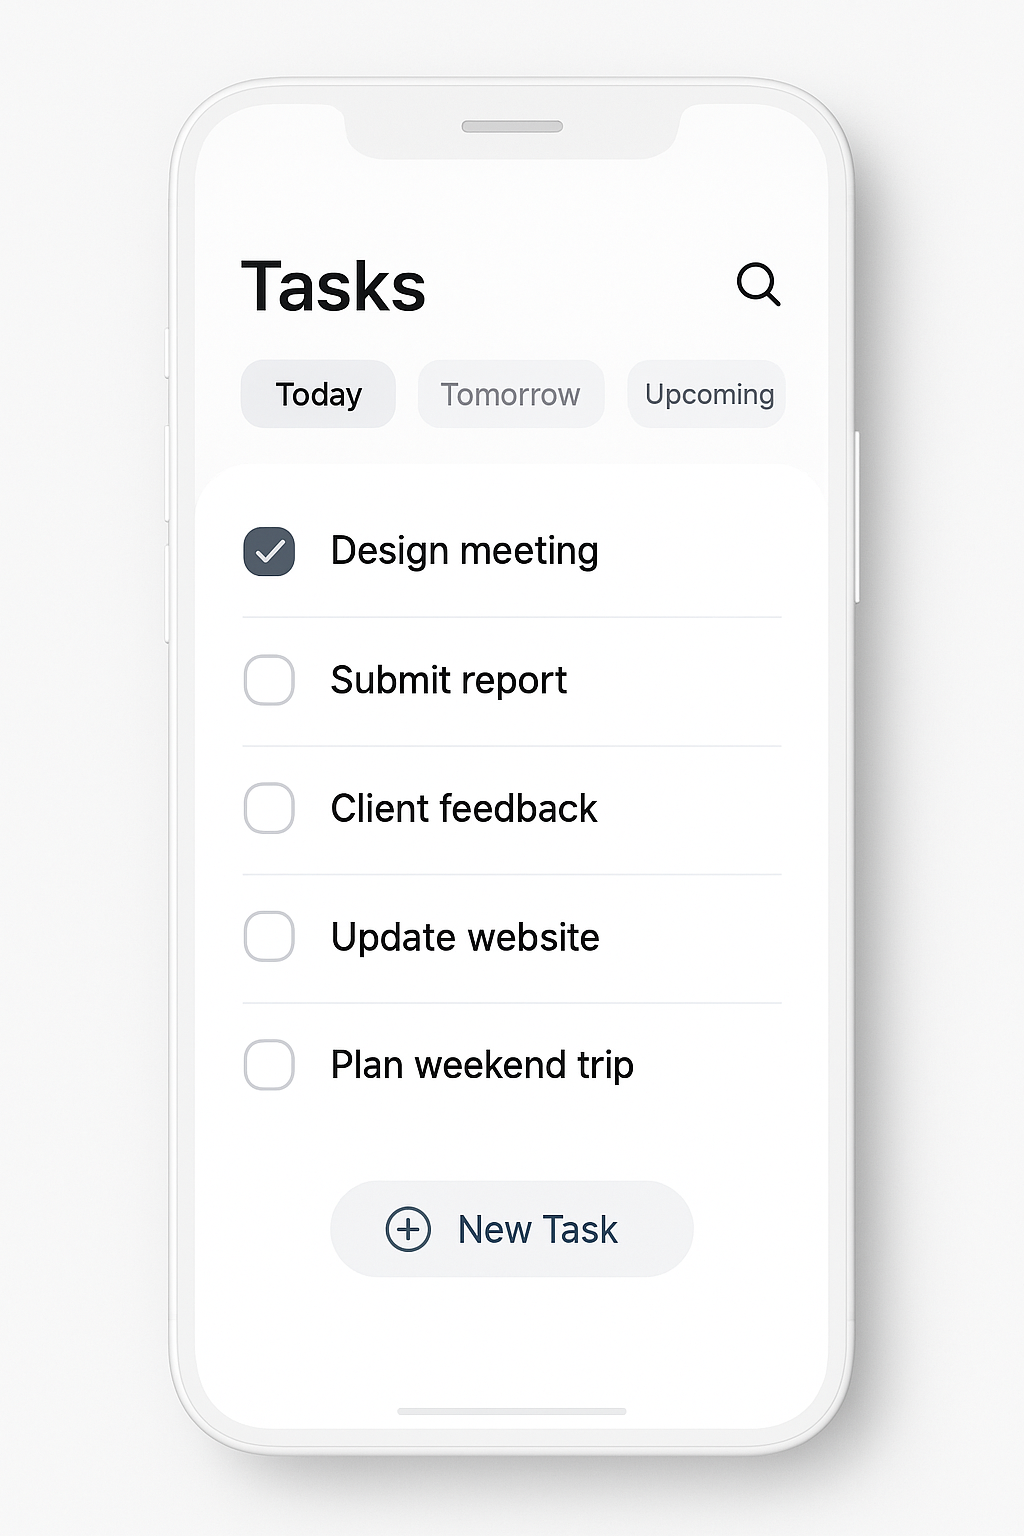 Tasks
Today Tomorrow Upcoming
Design meeting
Submit report
Client feedback
Update website
Plan weekend trip
New Task